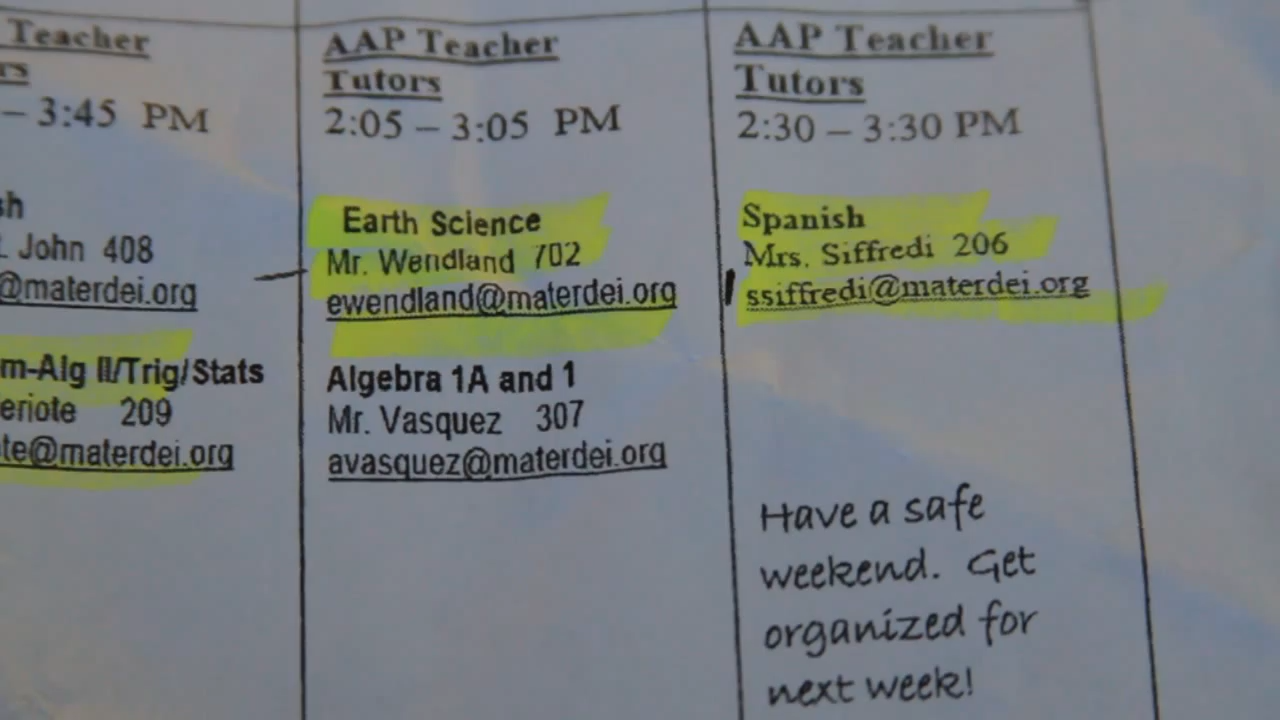 Teacher
– 3:45 PM
John 408
@materdei.org
m-Alg II/Trig/Stats
eriote 209
te@materdei.org
AAP Teacher
Tutors
2:05 – 3:05 PM
Earth Science
Mr. Wendland 702
ewendland@materdei.org
Algebra 1A and 1
Mr. Vasquez 307
avasquez@materdei.org
AAP Teacher
Tutors
2:30 – 3:30 PM
Spanish
Mrs. Siffredi 206
ssiffredi@materdei.org
Have a safe
weekend. Get
organized for
next week!